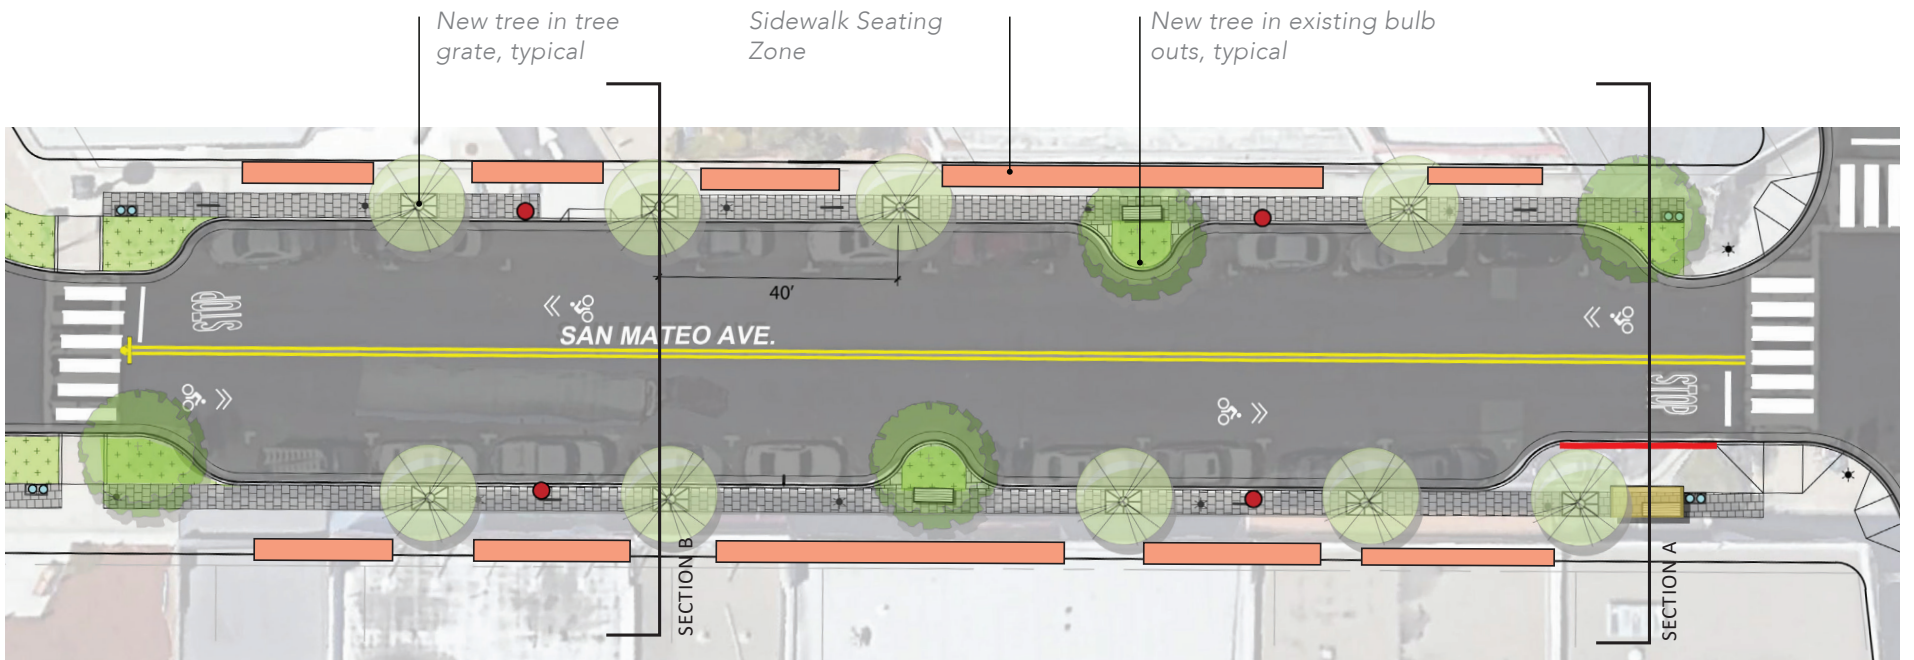 New tree in tree
grate, typical
Sidewalk Seating
Zone
New tree in existing bulb
outs, typical
STOP
40'
SAN MATEO AVE.
STOP
SECTION B
SECTION A